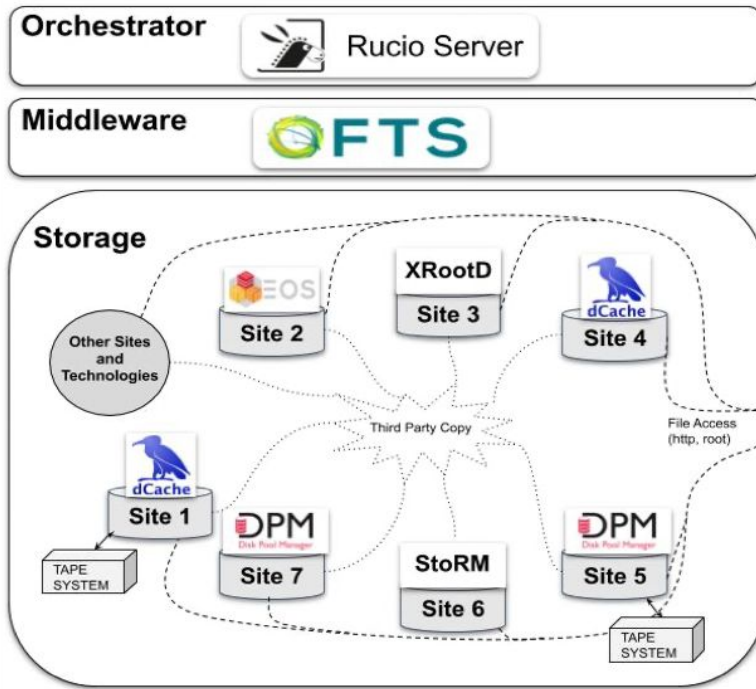 Orchestrator
Rucio Server
Middleware
FTS
Storage
EOS
Site 2
XRootD
Site 3
dCache
Site 4
Other Sites
and
Technologies
Third Party Copy
File Access
(http, root)
dCache
Site 1
TAPE
SYSTEM
DPM
Disk Pool Manager
Site 7
StoRM
Site 6
DPM
Disk Pool Manager
Site 5
TAPE
SYSTEM